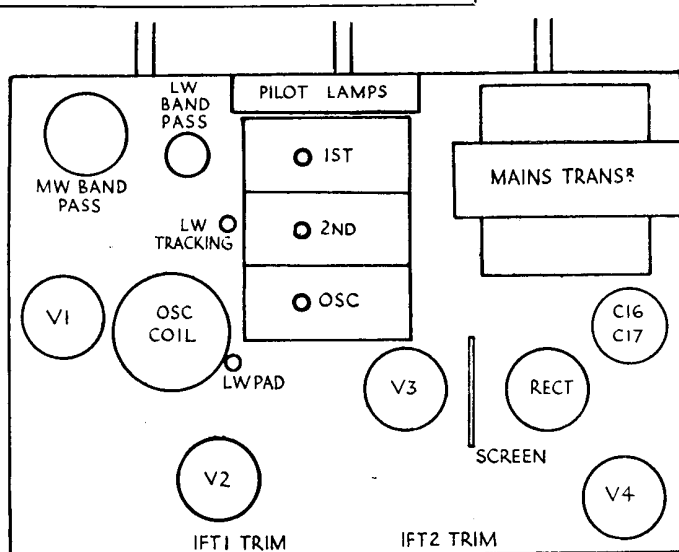 LW
BAND
PASS
PILOT LAMPS
MW BAND
PASS
1ST
MAINS TRANSR.
LW
TRACKING
2ND
V1
OSC
COIL
OSC
C16
C17
LW PAD
V3
RECT
SCREEN
V2
V4
IFT1 TRIM
IFT2 TRIM